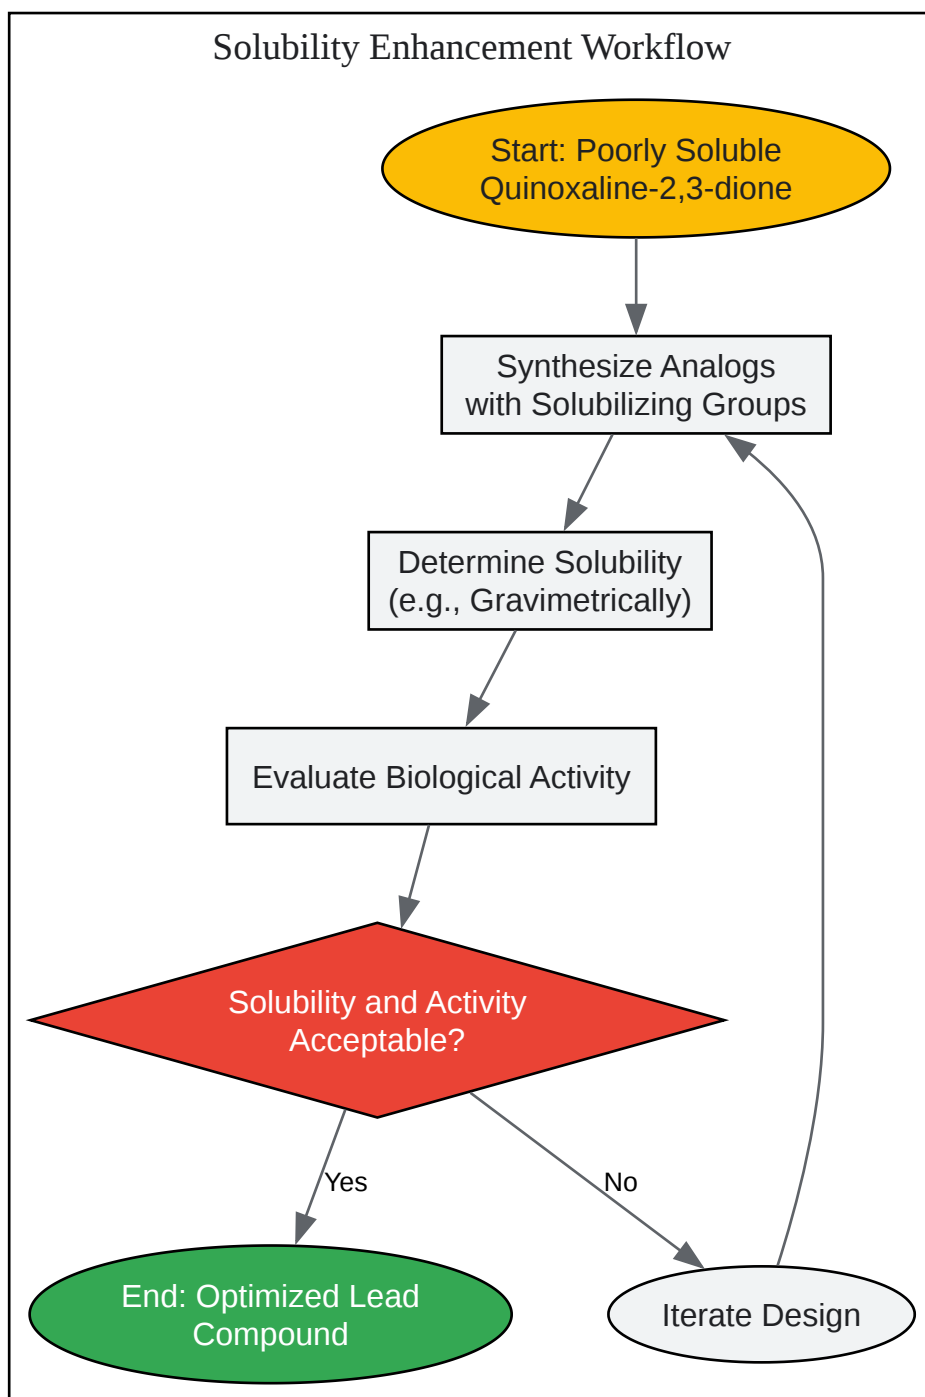 Solubility Enhancement Workflow
Start: Poorly Soluble
Quinoxaline-2,3-dione
Synthesize Analogs
with Solubilizing Groups
Determine Solubility
(e.g., Gravimetrically)
Evaluate Biological Activity
Solubility and Activity
Acceptable?
Yes
No
End: Optimized Lead
Compound
Iterate Design